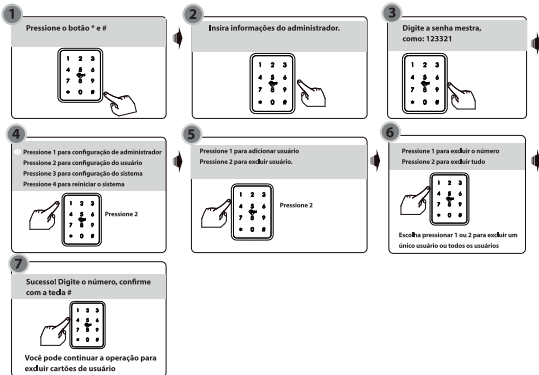 1
Pressione o botão * e #
1 2 3
4 5 6
7 8 9
* 0 #
2
Insira informações do administrador.
1 2 3
4 5 6
7 8 9
* 0 #
3
Digite a senha mestra,
como: 123321
1 2 3
4 5 6
7 8 9
* 0 #
4
Pressione 1 para configuração de administrador
Pressione 2 para configuração do usuário
Pressione 3 para configuração do sistema
Pressione 4 para reiniciar o sistema
1 2 3
4 5 6
7 8 9
* 0 #
Pressione 2
5
Pressione 1 para adicionar usuário
Pressione 2 para excluir usuário.
1 2 3
4 5 6
7 8 9
* 0 #
Pressione 2
6
Pressione 1 para excluir o número
Pressione 2 para excluir tudo
1 2 3
4 5 6
7 8 9
* 0 #
Escolha pressionar 1 ou 2 para excluir um
único usuário ou todos os usuários
7
Sucesso! Digite o número, confirme
com a tecla #
1 2 3
4 5 6
7 8 9
* 0 #
Você pode continuar a operação para
excluir cartões de usuário